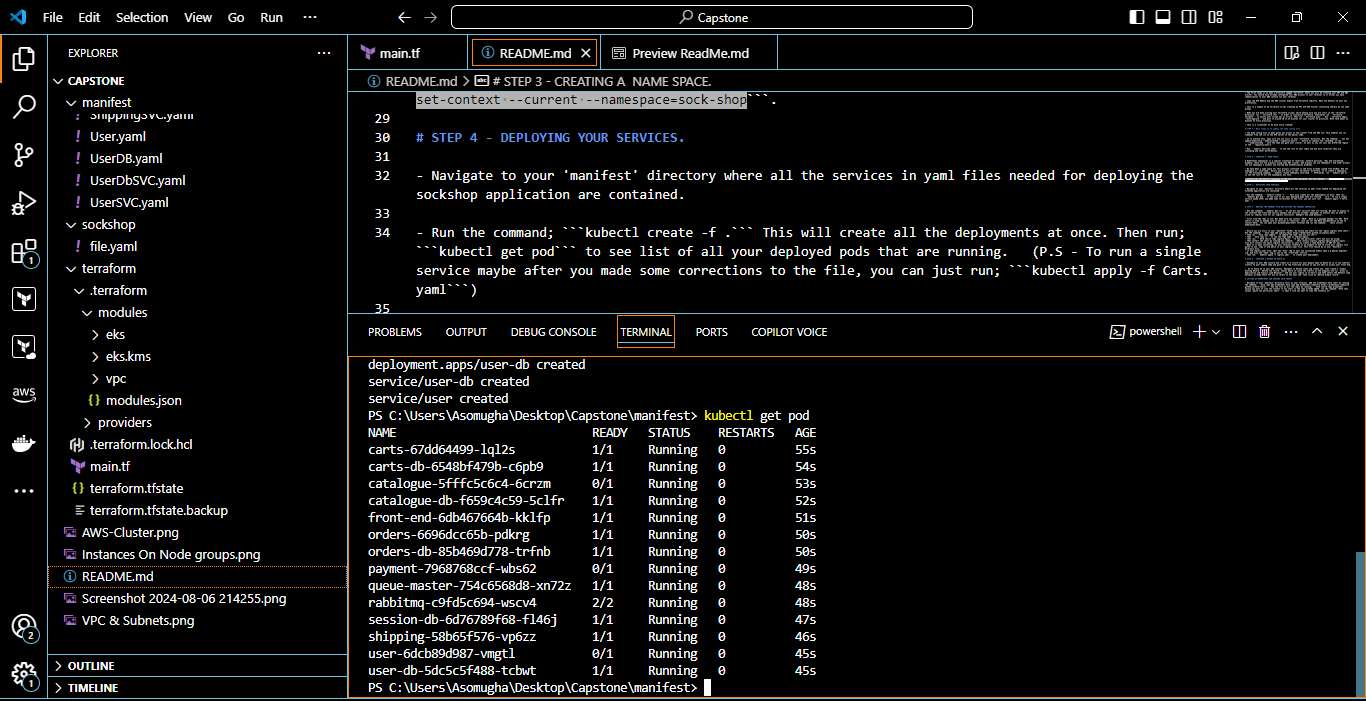 File Edit Selection View Go Run ··· Capstone
EXPLORER ···
CAPSTONE
manifest
! ShippingSVC.yaml
! User.yaml
! UserDB.yaml
! UserDbSVC.yaml
! UserSVC.yaml
sockshop
! file.yaml
terraform
.terraform
modules
eks
eks.kms
vpc
{} modules.json
providers
.terraform.lock.hcl
main.tf
{} terraform.tfstate
terraform.tfstate.backup
AWS-Cluster.png
Instances On Node groups.png
README.md
Screenshot 2024-08-06 214255.png
VPC & Subnets.png
OUTLINE
TIMELINE
aws
1
2
1
main.tf README.md Preview ReadMe.md
README.md > abc # STEP 3 - CREATING A NAME SPACE.
set-context --current --namespace=sock-shop```.
29
30 # STEP 4 - DEPLOYING YOUR SERVICES.
31
32 - Navigate to your 'manifest' directory where all the services in yaml files needed for deploying the
sockshop application are contained.
33
34 - Run the command; ```kubectl create -f .``` This will create all the deployments at once. Then run;
```kubectl get pod``` to see list of all your deployed pods that are running. (P.S - To run a single
service maybe after you made some corrections to the file, you can just run; ```kubectl apply -f Carts.
yaml```)
35
PROBLEMS OUTPUT DEBUG CONSOLE TERMINAL PORTS COPILOT VOICE powershell
deployment.apps/user-db created
service/user-db created
service/user created
PS C:\Users\Asomugha\Desktop\Capstone\manifest> kubectl get pod
NAME READY STATUS RESTARTS AGE
carts-67dd64499-lql2s 1/1 Running 0 55s
carts-db-6548bf479b-c6pb9 1/1 Running 0 54s
catalogue-5fffc5c6c4-6crzm 0/1 Running 0 53s
catalogue-db-f659c4c59-5clfr 1/1 Running 0 52s
front-end-6db467664b-kklfp 1/1 Running 0 51s
orders-6696dcc65b-pdkrg 1/1 Running 0 50s
orders-db-85b469d778-trfnb 1/1 Running 0 50s
payment-7968768ccf-wbs62 0/1 Running 0 49s
queue-master-754c6568d8-xn72z 1/1 Running 0 48s
rabbitmq-c9fd5c694-wscv4 2/2 Running 0 48s
session-db-6d76789f68-fl46j 1/1 Running 0 47s
shipping-58b65f576-vp6zz 1/1 Running 0 46s
user-6dcb89d987-vmgtl 0/1 Running 0 45s
user-db-5dc5c5f488-tcbwt 1/1 Running 0 45s
PS C:\Users\Asomugha\Desktop\Capstone\manifest>